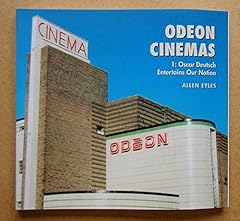 ODEON
CINEMAS
1: Oscar Deutsch
Entertains Our Nation
ALLEN EYLES
CINEMA
ODEON